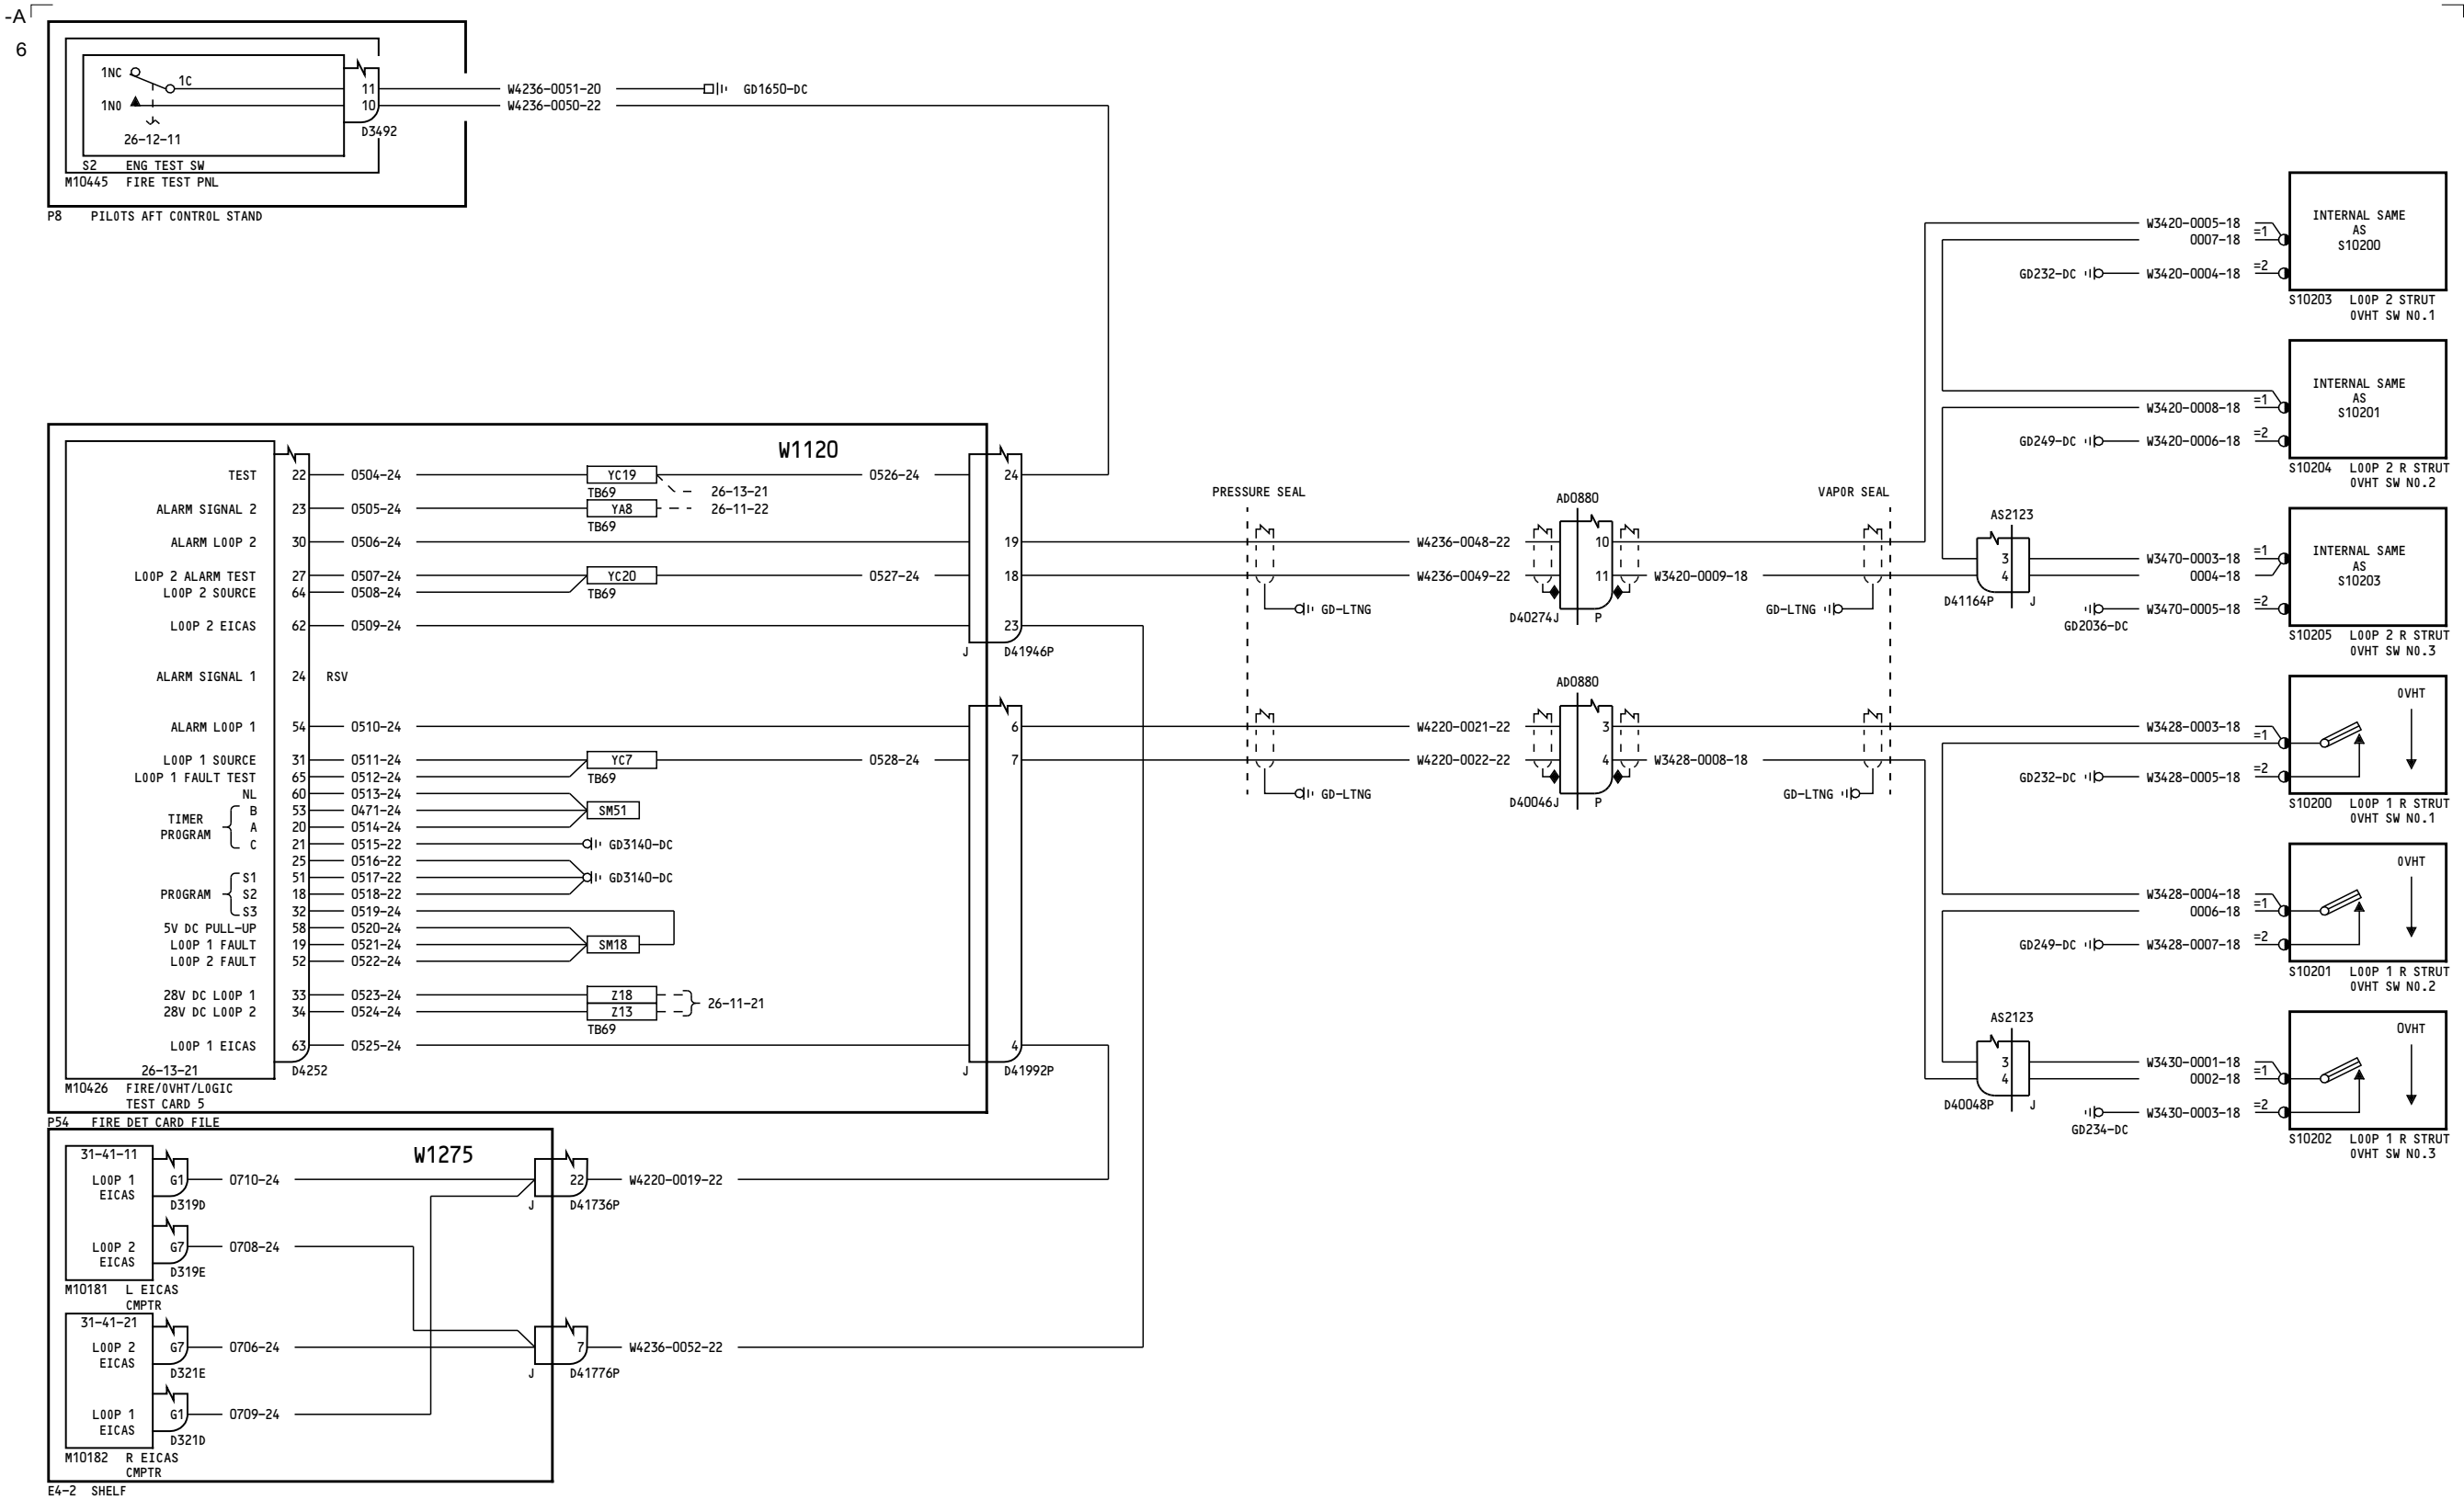 -A
6
1NC
1C
1NO
26-12-11
11
10
D3492
S2 ENG TEST SW
M10445 FIRE TEST PNL
P8 PILOTS AFT CONTROL STAND
W4236-0051-20
GD1650-DC
W4236-0050-22
W1120
TEST 22 0504-24 YC19 0526-24 24
TB69
26-13-21
ALARM SIGNAL 2 23 0505-24 YA8 26-11-22
TB69
ALARM LOOP 2 30 0506-24 19
LOOP 2 ALARM TEST 27 0507-24 YC20 0527-24 18
LOOP 2 SOURCE 64 0508-24 TB69
LOOP 2 EICAS 62 0509-24 23
J D41946P
ALARM SIGNAL 1 24 RSV
ALARM LOOP 1 54 0510-24 6
LOOP 1 SOURCE 31 0511-24 YC7 0528-24 7
LOOP 1 FAULT TEST 65 0512-24 TB69
NL 60 0513-24
TIMER PROGRAM
B 53 0471-24 SM51
A 20 0514-24
C 21 0515-22 GD3140-DC
25 0516-22
PROGRAM
S1 51 0517-22 GD3140-DC
S2 18 0518-22
S3 32 0519-24
5V DC PULL-UP 58 0520-24
LOOP 1 FAULT 19 0521-24 SM18
LOOP 2 FAULT 52 0522-24
28V DC LOOP 1 33 0523-24 Z18
26-11-21
28V DC LOOP 2 34 0524-24 Z13
TB69
LOOP 1 EICAS 63 0525-24 4
26-13-21 D4252 J D41992P
M10426 FIRE/OVHT/LOGIC
TEST CARD 5
P54 FIRE DET CARD FILE
W1275
31-41-11
LOOP 1
EICAS
G1 0710-24
D319D
LOOP 2
EICAS
G7 0708-24
D319E
M10181 L EICAS
CMPTR
31-41-21
LOOP 2
EICAS
G7 0706-24
D321E
LOOP 1
EICAS
G1 0709-24
D321D
M10182 R EICAS
CMPTR
E4-2 SHELF
22 W4220-0019-22
J D41736P
7 W4236-0052-22
J D41776P
PRESSURE SEAL
VAPOR SEAL
AD0880
W4236-0048-22 10
W4236-0049-22 11 W3420-0009-18
GD-LTNG
D40274J P
GD-LTNG
AD0880
W4220-0021-22 3
W4220-0022-22 4 W3428-0008-18
GD-LTNG
D40046J P
GD-LTNG
AS2123
3
4
D41164P J
AS2123
3
4
D40048P J
W3420-0005-18
0007-18 =1
GD232-DC W3420-0004-18 =2
INTERNAL SAME
AS
S10200
S10203 LOOP 2 STRUT
OVHT SW NO.1
W3420-0008-18 =1
GD249-DC W3420-0006-18 =2
INTERNAL SAME
AS
S10201
S10204 LOOP 2 R STRUT
OVHT SW NO.2
W3470-0003-18 =1
0004-18
W3470-0005-18 =2
GD2036-DC
INTERNAL SAME
AS
S10203
S10205 LOOP 2 R STRUT
OVHT SW NO.3
OVHT
W3428-0003-18
=1
GD232-DC W3428-0005-18 =2
S10200 LOOP 1 R STRUT
OVHT SW NO.1
OVHT
W3428-0004-18
0006-18 =1
GD249-DC W3428-0007-18 =2
S10201 LOOP 1 R STRUT
OVHT SW NO.2
OVHT
W3430-0001-18
0002-18 =1
W3430-0003-18 =2
GD234-DC
S10202 LOOP 1 R STRUT
OVHT SW NO.3